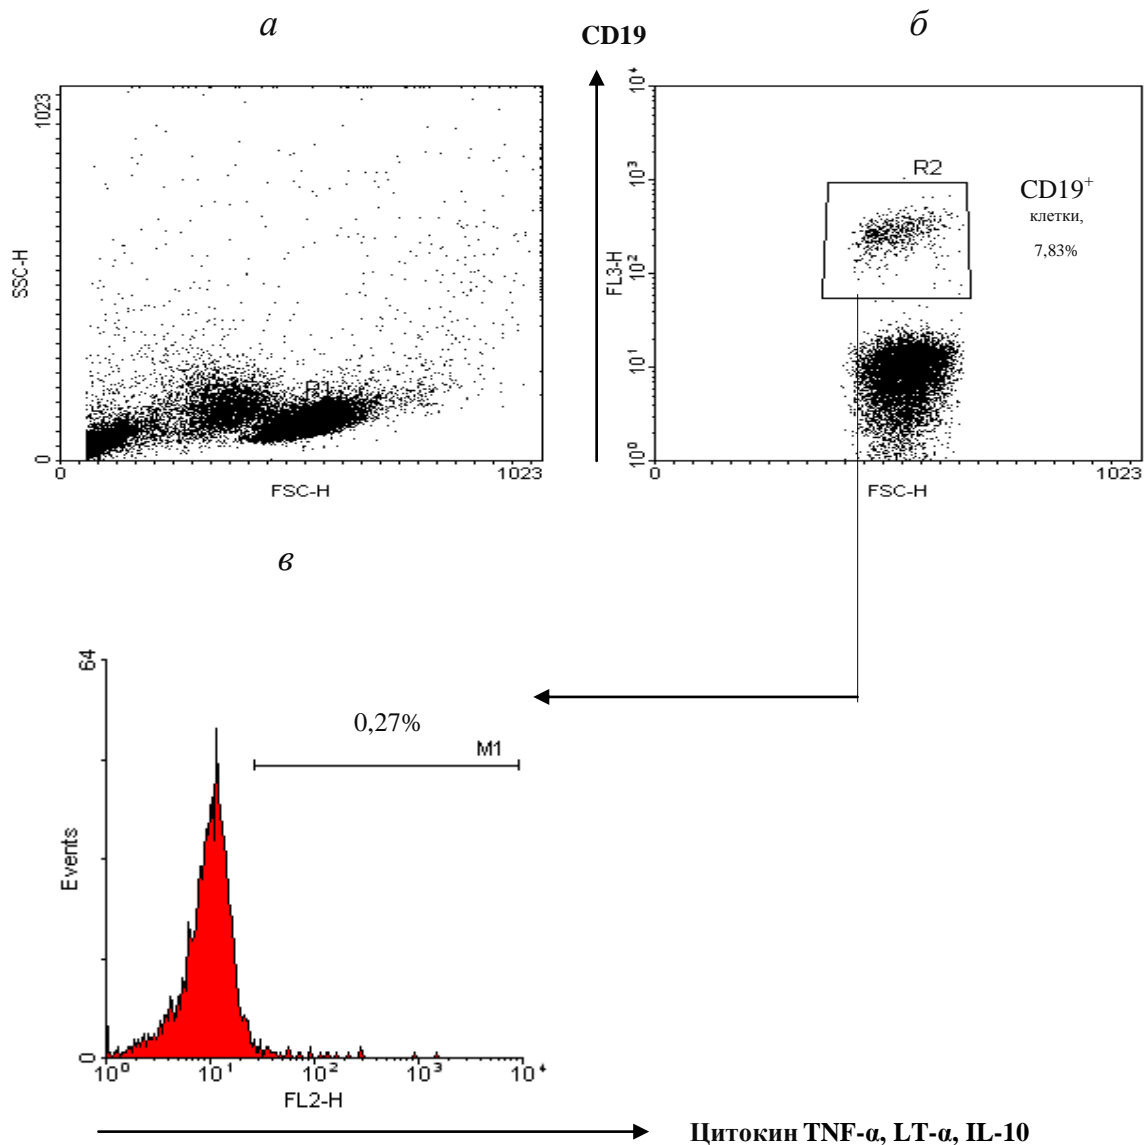 а
CD19
б
1023
SSC-H
R1
0
0
1023
FSC-H
10⁴
10³
10²
10¹
10⁰
FL3-H
R2
CD19⁺
клетки,
7,83%
0
1023
FSC-H
в
64
Events
0
0,27%
M1
10⁰ 10¹ 10² 10³ 10⁴
FL2-H
Цитокин TNF-α, LT-α, IL-10